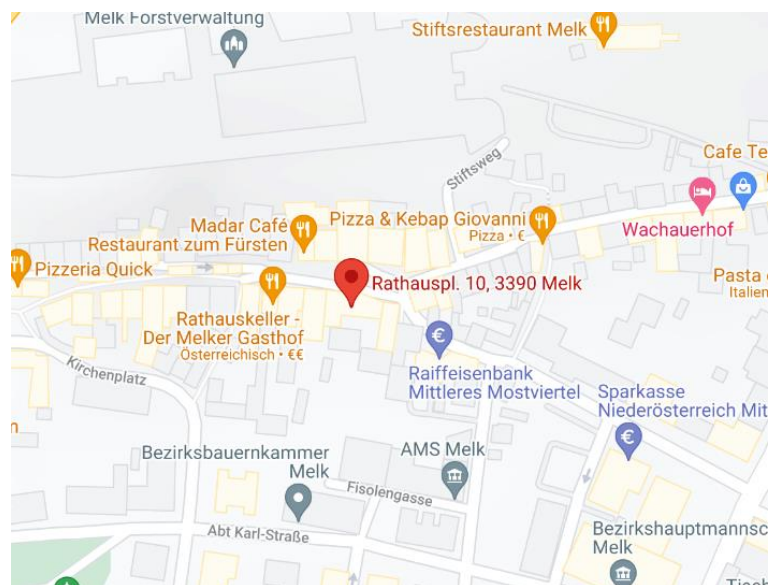 Melk Forstverwaltung
Stiftsrestaurant Melk
Stiftsweg
Cafe Te
Madar Café
Restaurant zum Fürsten
Pizza & Kebap Giovanni
Pizza • €
Wachauerhof
Pizzeria Quick
Rathauspl. 10, 3390 Melk
Pasta
Italien
Rathauskeller -
Der Melker Gasthof
Österreichisch • €€
Kirchenplatz
Raiffeisenbank
Mittleres Mostviertel
Sparkasse
Niederösterreich Mit
n
Bezirksbauernkammer
Melk
AMS Melk
Fisolengasse
Abt Karl-Straße
Bezirkshauptmannsc
Melk